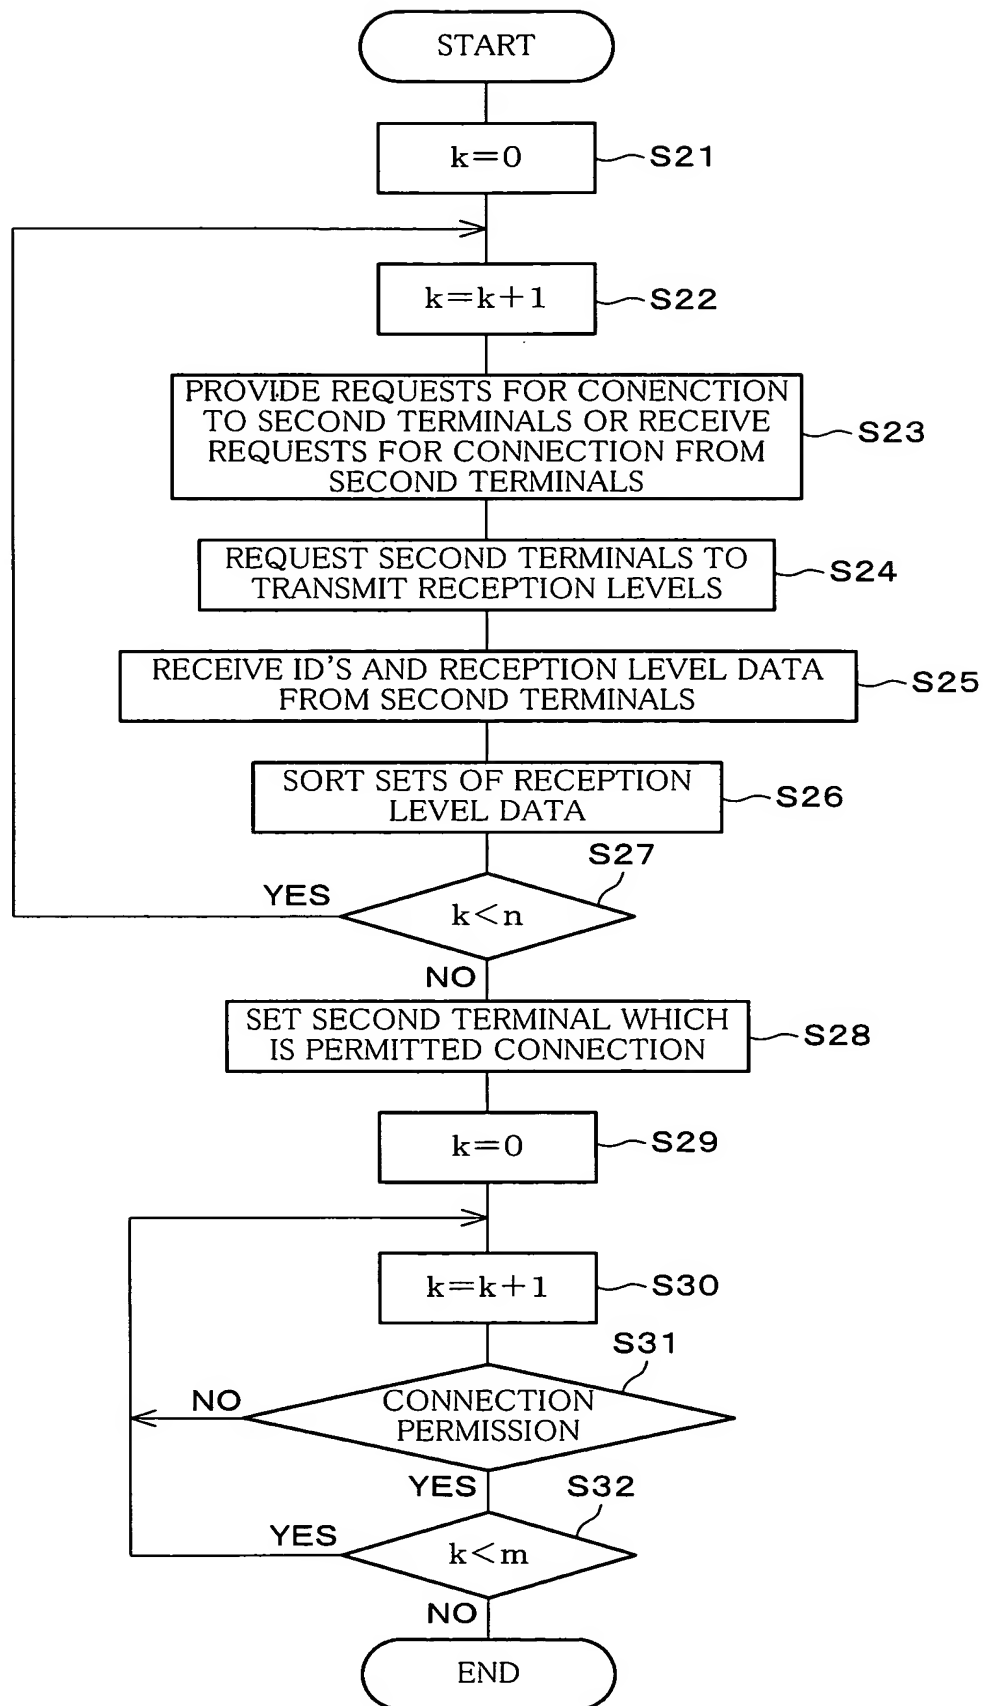 START
k=0
S21
k=k+1
S22
PROVIDE REQUESTS FOR CONENCTION
TO SECOND TERMINALS OR RECEIVE
REQUESTS FOR CONNECTION FROM
SECOND TERMINALS
S23
REQUEST SECOND TERMINALS TO
TRANSMIT RECEPTION LEVELS
S24
RECEIVE ID'S AND RECEPTION LEVEL DATA
FROM SECOND TERMINALS
S25
SORT SETS OF RECEPTION
LEVEL DATA
S26
S27
YES
k<n
NO
SET SECOND TERMINAL WHICH
IS PERMITTED CONNECTION
S28
k=0
S29
k=k+1
S30
S31
NO
CONNECTION
PERMISSION
YES
S32
YES
k<m
NO
END